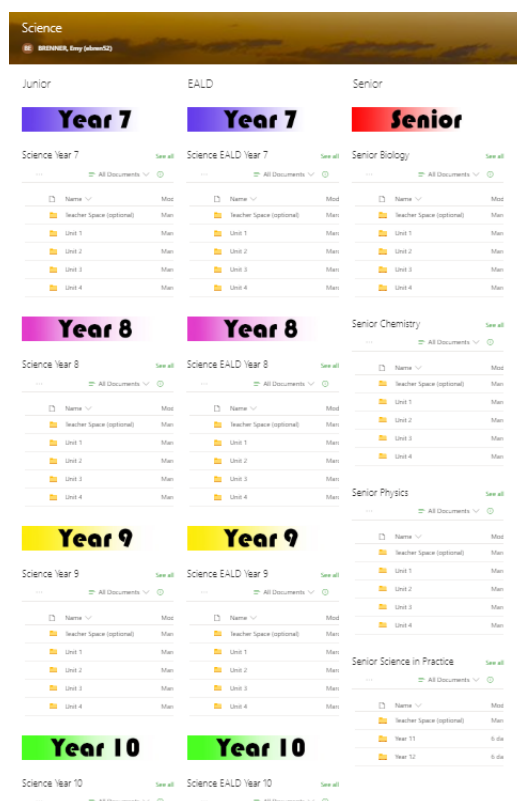 Science
BRENNER, Emy (ebren52)
Junior
Year 7
Science Year 7 See all
... All Documents
Name Mod
Teacher Space (optional) Man
Unit 1 Man
Unit 2 Man
Unit 3 Man
Unit 4 Man
Year 8
Science Year 8 See all
... All Documents
Name Mod
Teacher Space (optional) Man
Unit 1 Man
Unit 2 Man
Unit 3 Man
Unit 4 Man
Year 9
Science Year 9 See all
... All Documents
Name Mod
Teacher Space (optional) Man
Unit 1 Man
Unit 2 Man
Unit 3 Man
Unit 4 Man
Year 10
Science Year 10 See all
EALD
Year 7
Science EALD Year 7 See all
... All Documents
Name Mod
Teacher Space (optional) Man
Unit 1 Man
Unit 2 Man
Unit 3 Man
Unit 4 Man
Year 8
Science EALD Year 8 See all
... All Documents
Name Mod
Teacher Space (optional) Man
Unit 1 Man
Unit 2 Man
Unit 3 Man
Unit 4 Man
Year 9
Science EALD Year 9 See all
... All Documents
Name Mod
Teacher Space (optional) Man
Unit 1 Man
Unit 2 Man
Unit 3 Man
Unit 4 Man
Year 10
Science EALD Year 10 See all
Senior
Senior
Senior Biology See all
... All Documents
Name Mod
Teacher Space (optional) Man
Unit 1 Man
Unit 2 Man
Unit 3 Man
Unit 4 Man
Senior Chemistry See all
... All Documents
Name Mod
Teacher Space (optional) Man
Unit 1 Man
Unit 2 Man
Unit 3 Man
Unit 4 Man
Senior Physics See all
... All Documents
Name Mod
Teacher Space (optional) Man
Unit 1 Man
Unit 2 Man
Unit 3 Man
Unit 4 Man
Senior Science in Practice See all
... All Documents
Name Mod
Teacher Space (optional) Man
Year 11 6 da
Year 12 6 da